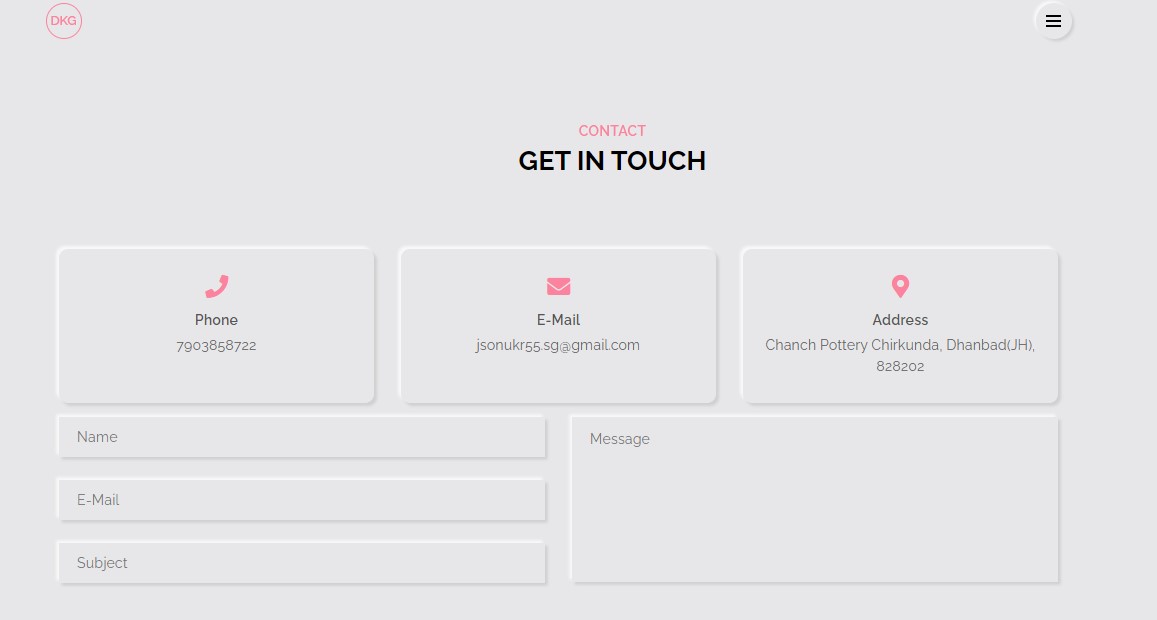 DKG
CONTACT
GET IN TOUCH
Phone
7903858722
E-Mail
jsonukr55.sg@gmail.com
Address
Chanch Pottery Chirkunda, Dhanbad(JH),
828202
Name
E-Mail
Subject
Message